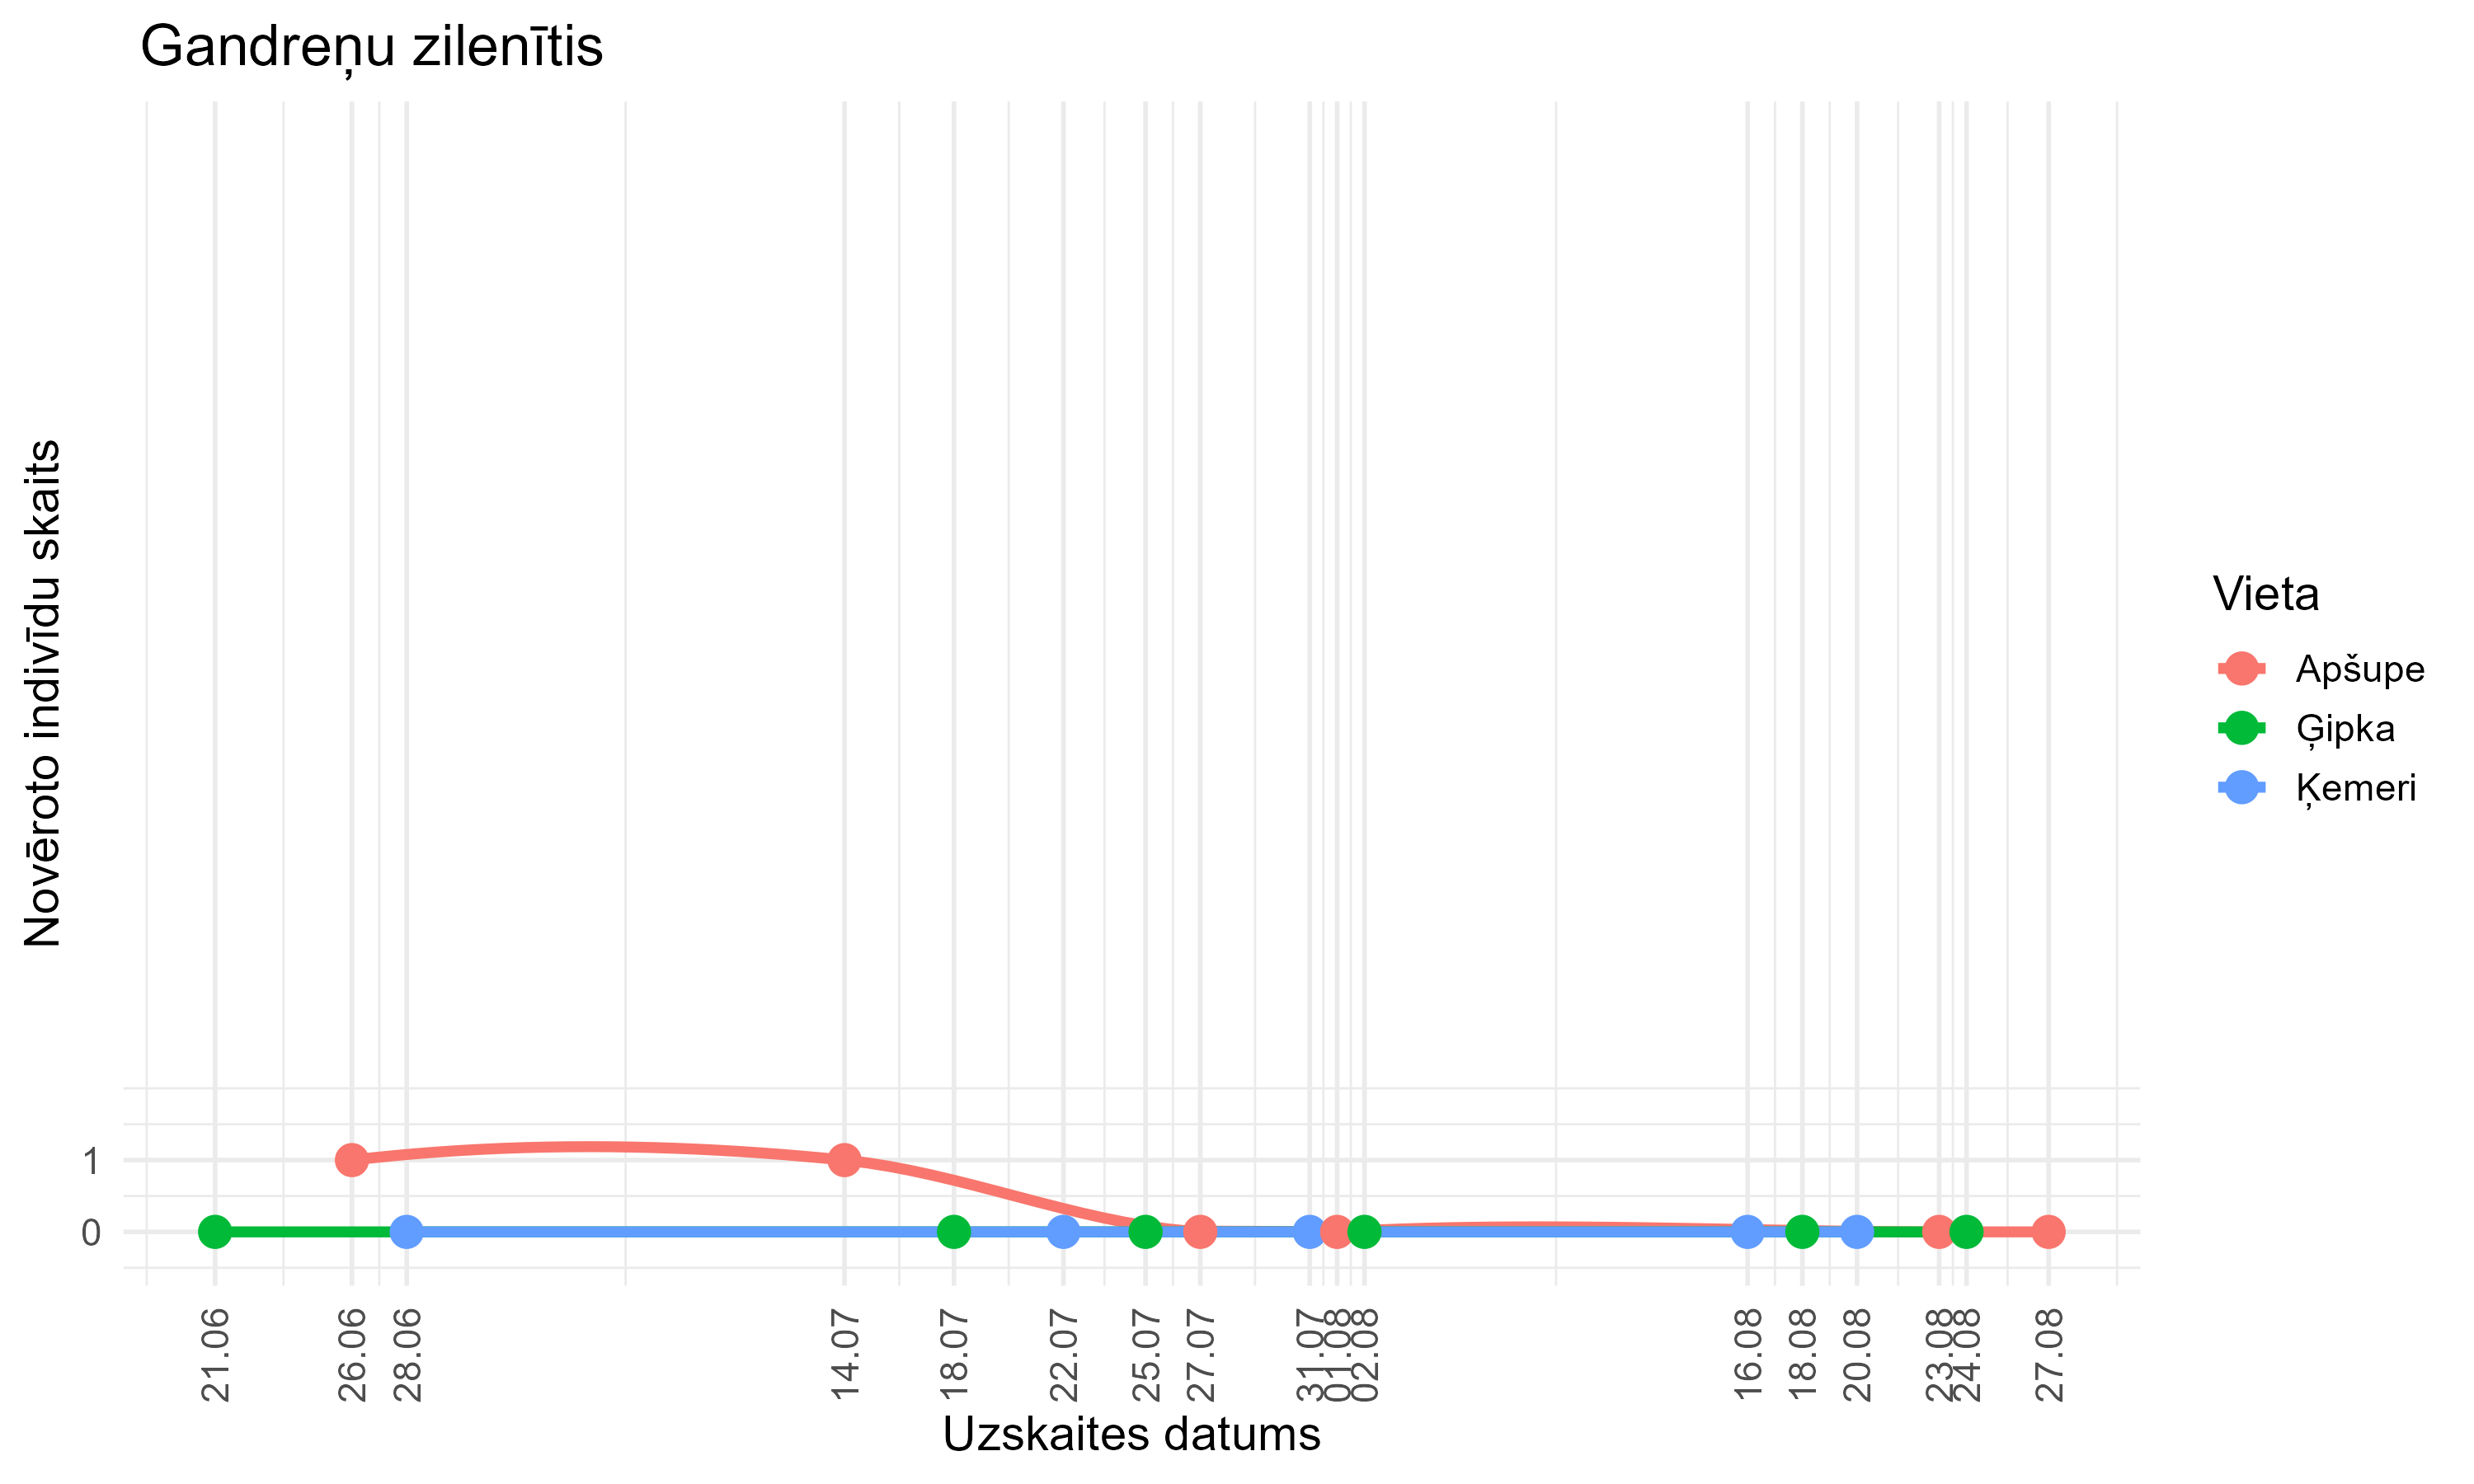 Gandreņu zilenītis
Novēroto indivīdu skaits
1
0
21.06
26.06
28.06
14.07
18.07
22.07
25.07
27.07
31.07
01.08
02.08
16.08
18.08
20.08
23.08
24.08
27.08
Uzskaites datums
Vieta
Apšupe
Ģipka
Ķemeri